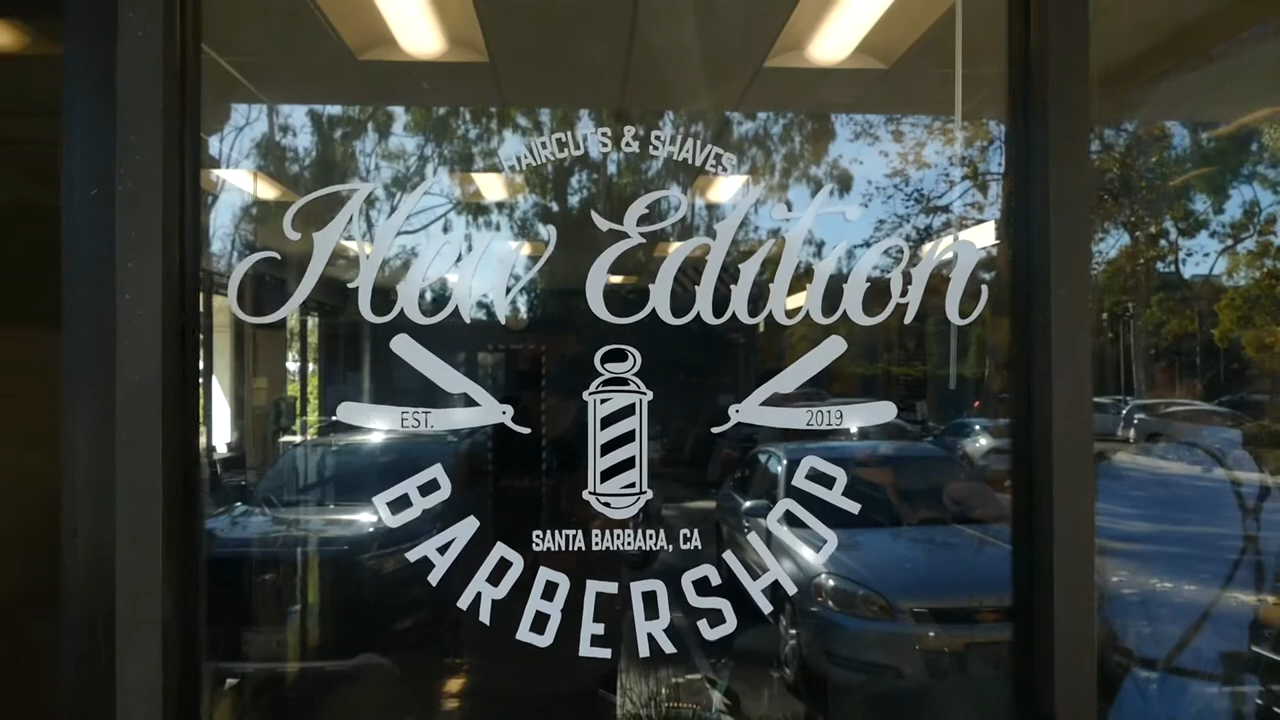 HAIRCUTS & SHAVES
New Edition
EST.
2019
SANTA BARBARA, CA
BARBERSHOP